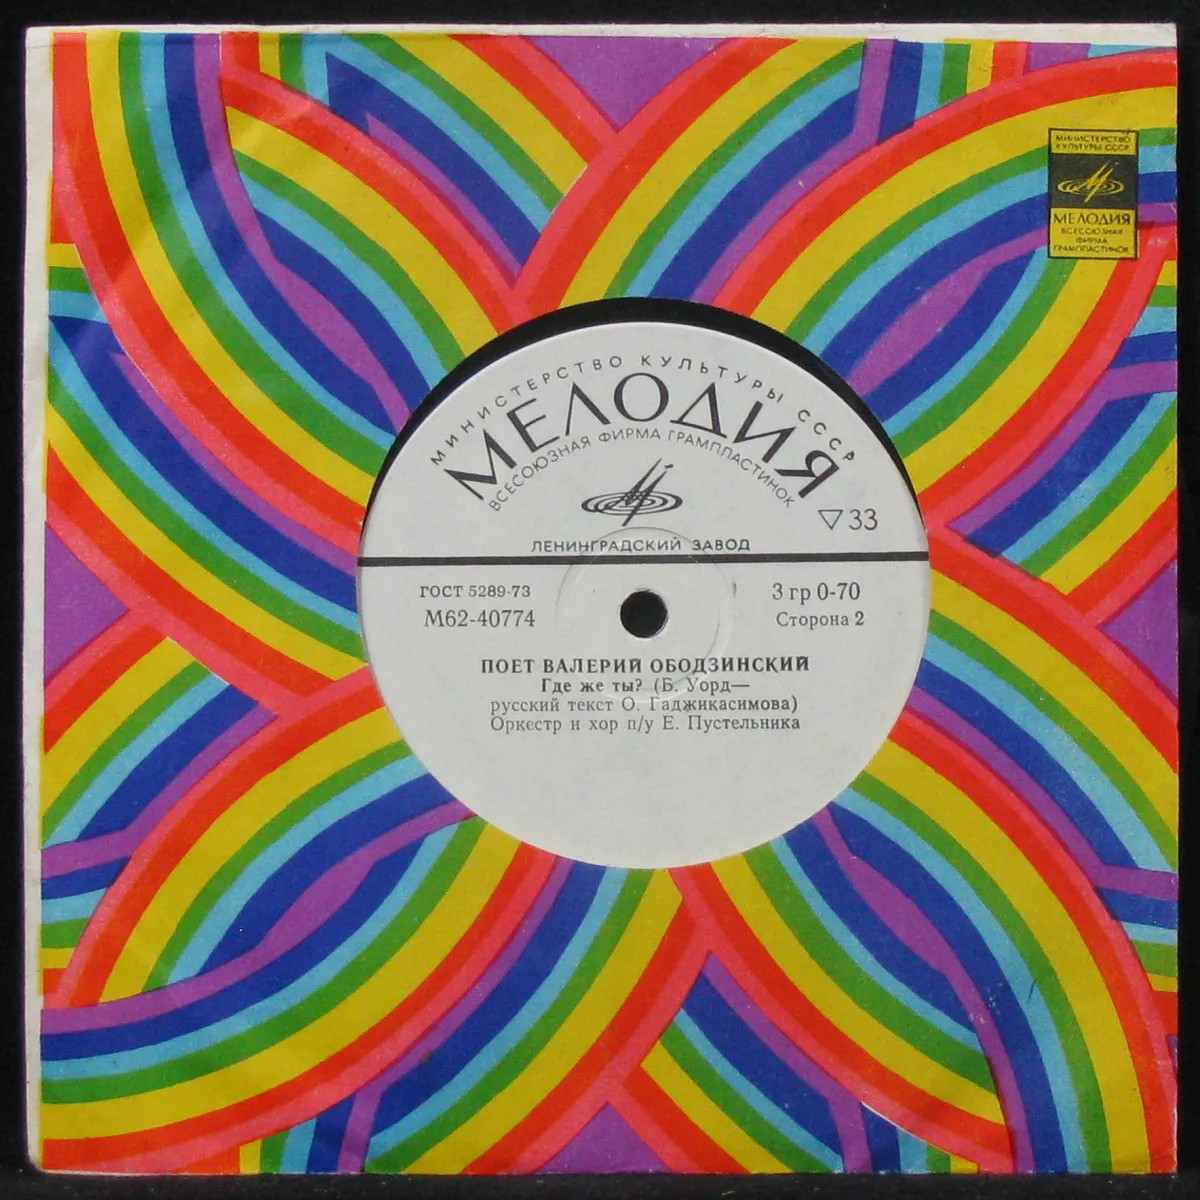 МИНИСТЕРСТВО
КУЛЬТУРЫ СССР
МЕЛОДИЯ
ВСЕСОЮЗНАЯ
ФИРМА
ГРАМПЛАСТИНОК
МИНИСТЕРСТВО КУЛЬТУРЫ СССР
МЕЛОДИЯ
ВСЕСОЮЗНАЯ ФИРМА ГРАМПЛАСТИНОК
▽ 33
ЛЕНИНГРАДСКИЙ ЗАВОД
ГОСТ 5289-73
М62-40774
3 гр 0-70
Сторона 2
ПОЕТ ВАЛЕРИЙ ОБОДЗИНСКИЙ
Где же ты? (Б. Уорд—
русский текст О. Гаджикасимова)
Оркестр и хор п/у Е. Пустельника